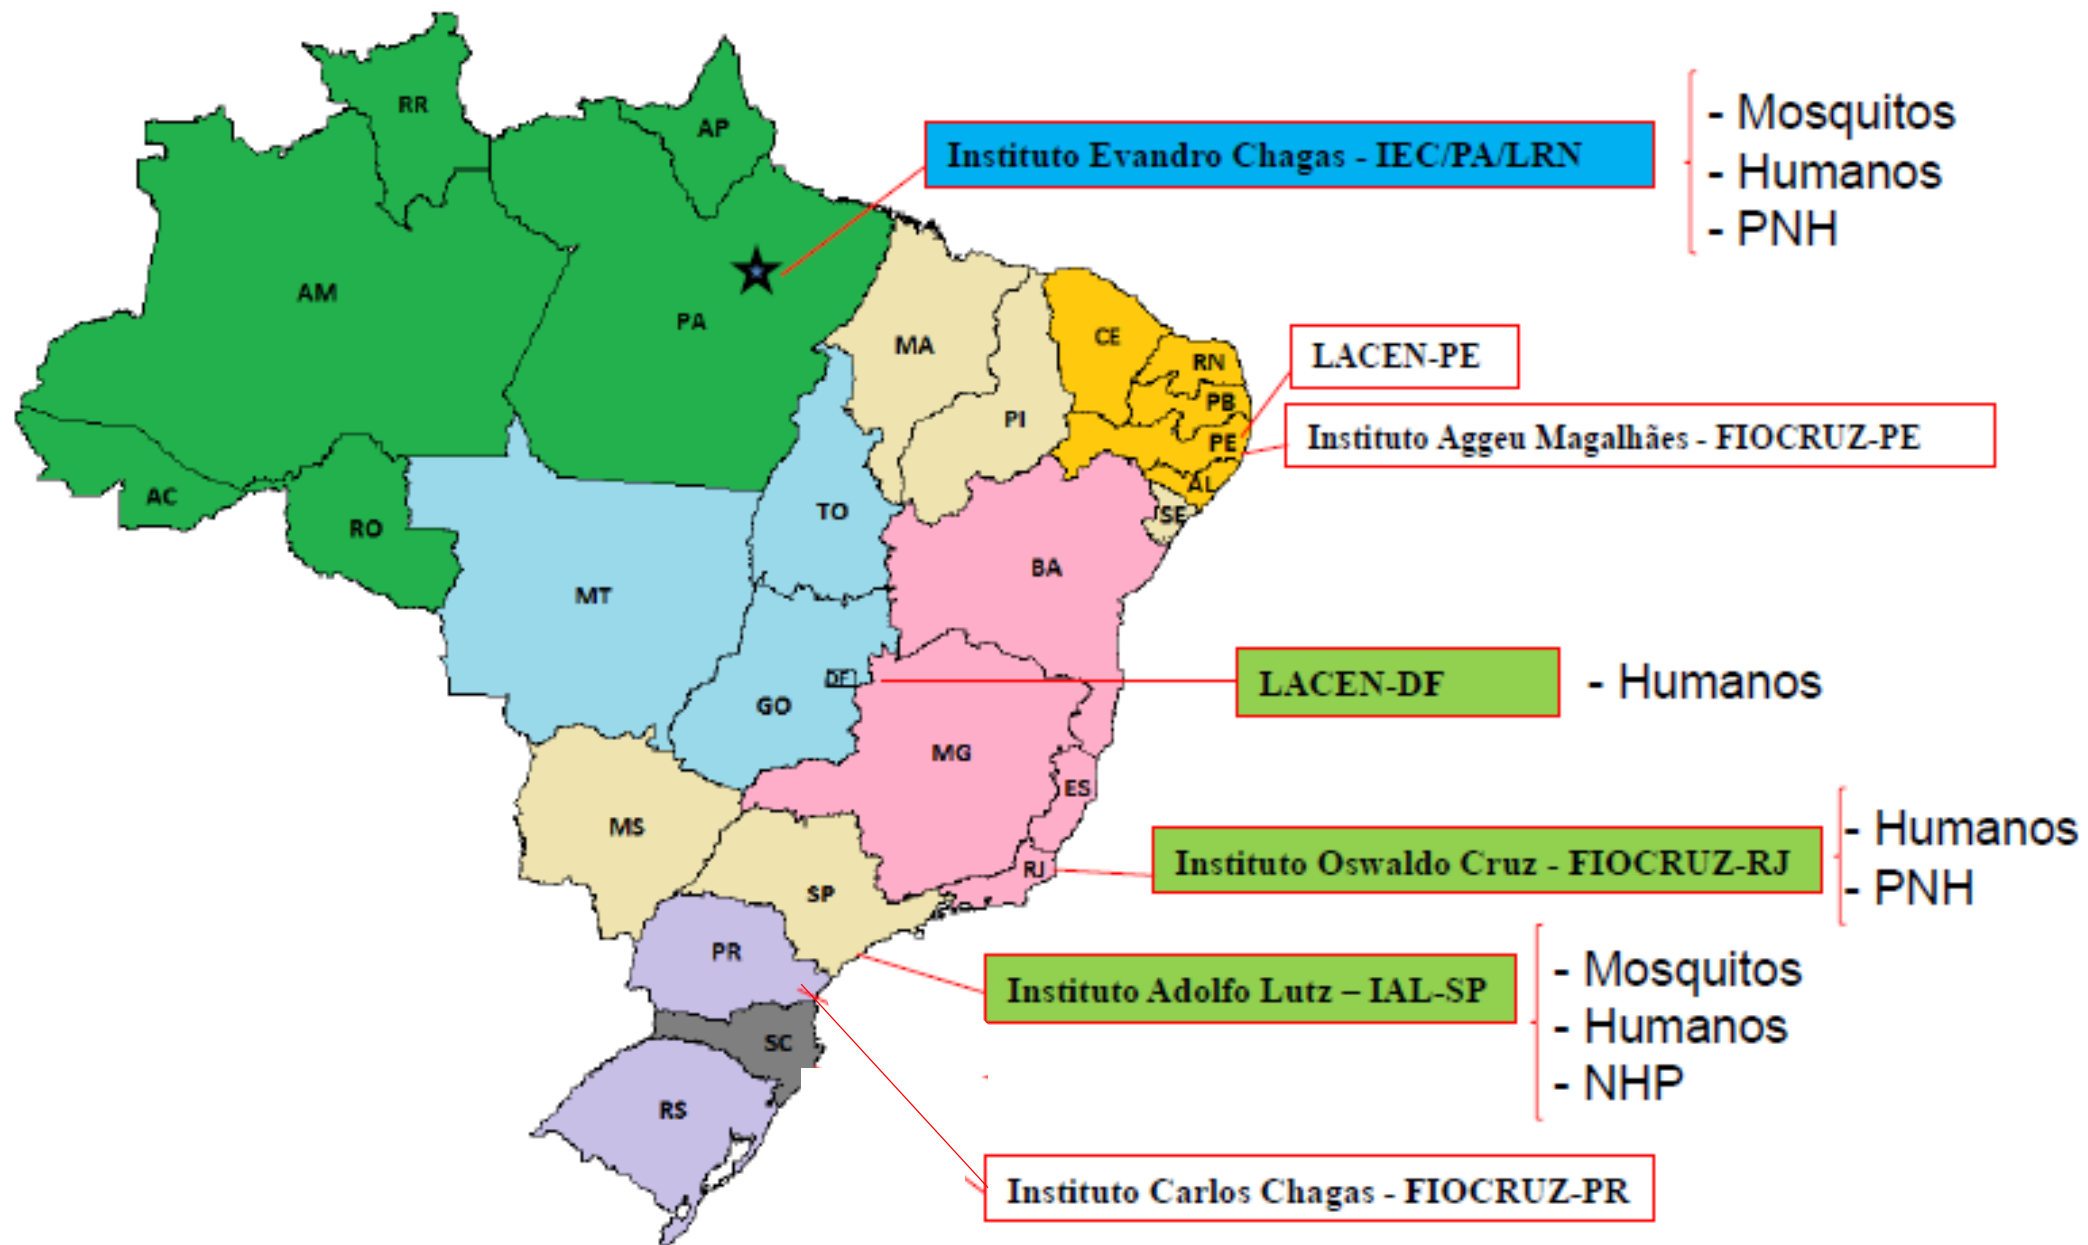 RR
AP
Instituto Evandro Chagas - IEC/PA/LRN
- Mosquitos
- Humanos
- PNH
AM
PA
MA
CE
RN
LACEN-PE
PI
PB
PE
Instituto Aggeu Magalhães - FIOCRUZ-PE
AL
AC
RO
TO
SE
MT
BA
DF
GO
LACEN-DF
- Humanos
MG
ES
MS
SP
RJ
Instituto Oswaldo Cruz - FIOCRUZ-RJ
- Humanos
- PNH
PR
Instituto Adolfo Lutz – IAL-SP
- Mosquitos
- Humanos
- NHP
SC
RS
Instituto Carlos Chagas - FIOCRUZ-PR